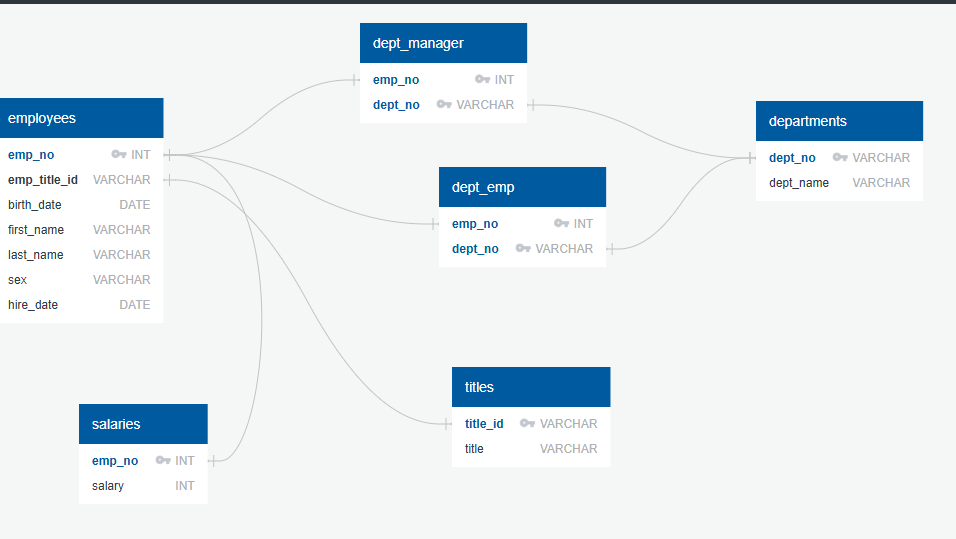 dept_manager
emp_no INT
dept_no VARCHAR
employees
emp_no INT
emp_title_id VARCHAR
birth_date DATE
first_name VARCHAR
last_name VARCHAR
sex VARCHAR
hire_date DATE
departments
dept_no VARCHAR
dept_name VARCHAR
dept_emp
emp_no INT
dept_no VARCHAR
titles
title_id VARCHAR
title VARCHAR
salaries
emp_no INT
salary INT